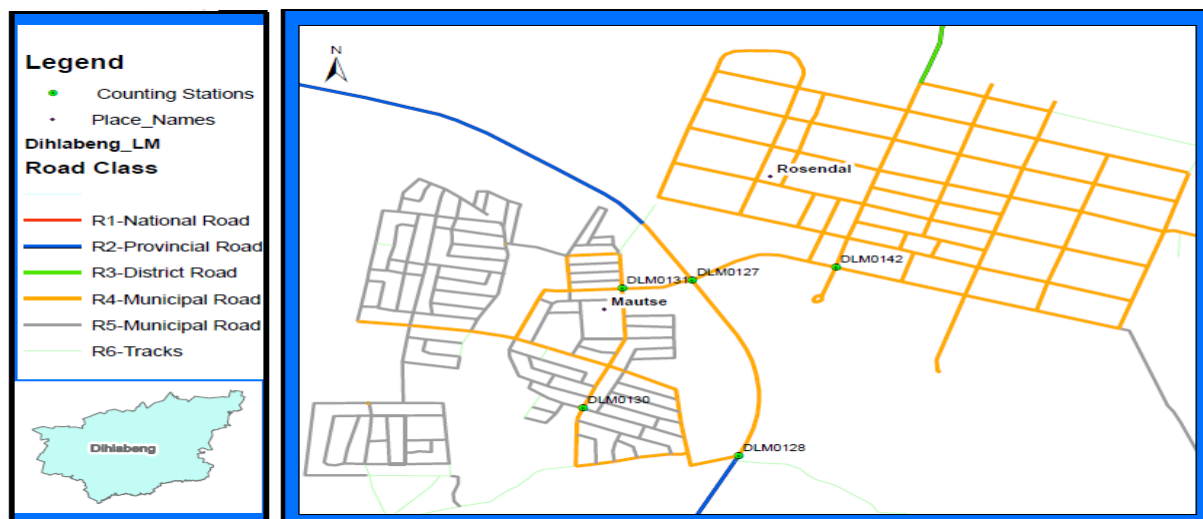 Legend
Counting Stations
Place_Names
Dihlabeng_LM
Road Class
R1-National Road
R2-Provincial Road
R3-District Road
R4-Municipal Road
R5-Municipal Road
R6-Tracks
Dihlabeng
N
Rosendal
DLM0142
DLM0127
DLM0131
Mautse
DLM0130
DLM0128